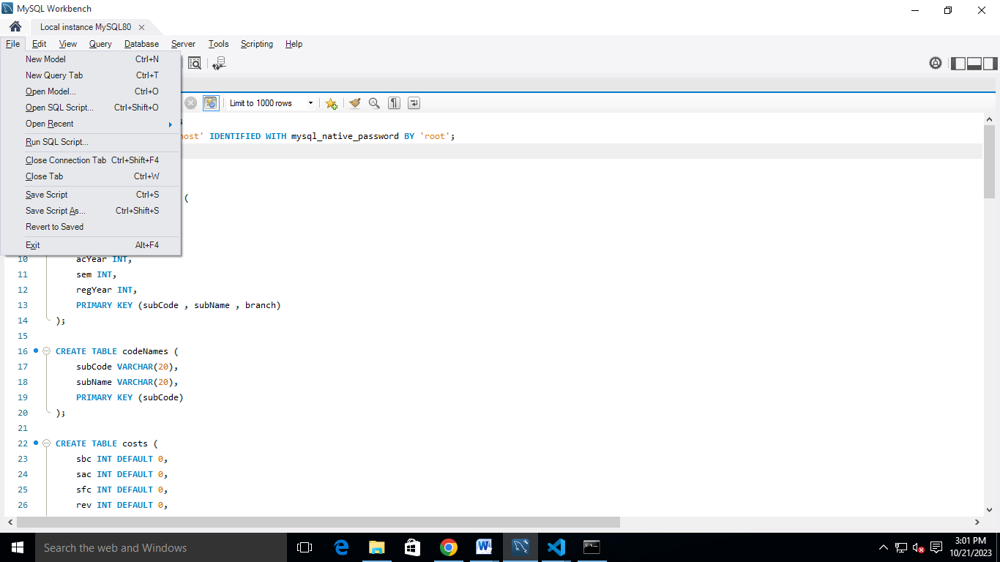 MySQL Workbench
Local instance MySQL80
File Edit View Query Database Server Tools Scripting Help
New Model Ctrl+N
New Query Tab Ctrl+T
Open Model... Ctrl+O
Open SQL Script... Ctrl+Shift+O
Open Recent
Run SQL Script...
Close Connection Tab Ctrl+Shift+F4
Close Tab Ctrl+W
Save Script Ctrl+S
Save Script As... Ctrl+Shift+S
Revert to Saved
Exit Alt+F4
Limit to 1000 rows
host' IDENTIFIED WITH mysql_native_password BY 'root';
(
10 acYear INT,
11 sem INT,
12 regYear INT,
13 PRIMARY KEY (subCode , subName , branch)
14 );
15
16 CREATE TABLE codeNames (
17 subCode VARCHAR(20),
18 subName VARCHAR(20),
19 PRIMARY KEY (subCode)
20 );
21
22 CREATE TABLE costs (
23 sbc INT DEFAULT 0,
24 sac INT DEFAULT 0,
25 sfc INT DEFAULT 0,
26 rev INT DEFAULT 0,
Search the web and Windows
3:01 PM
10/21/2023